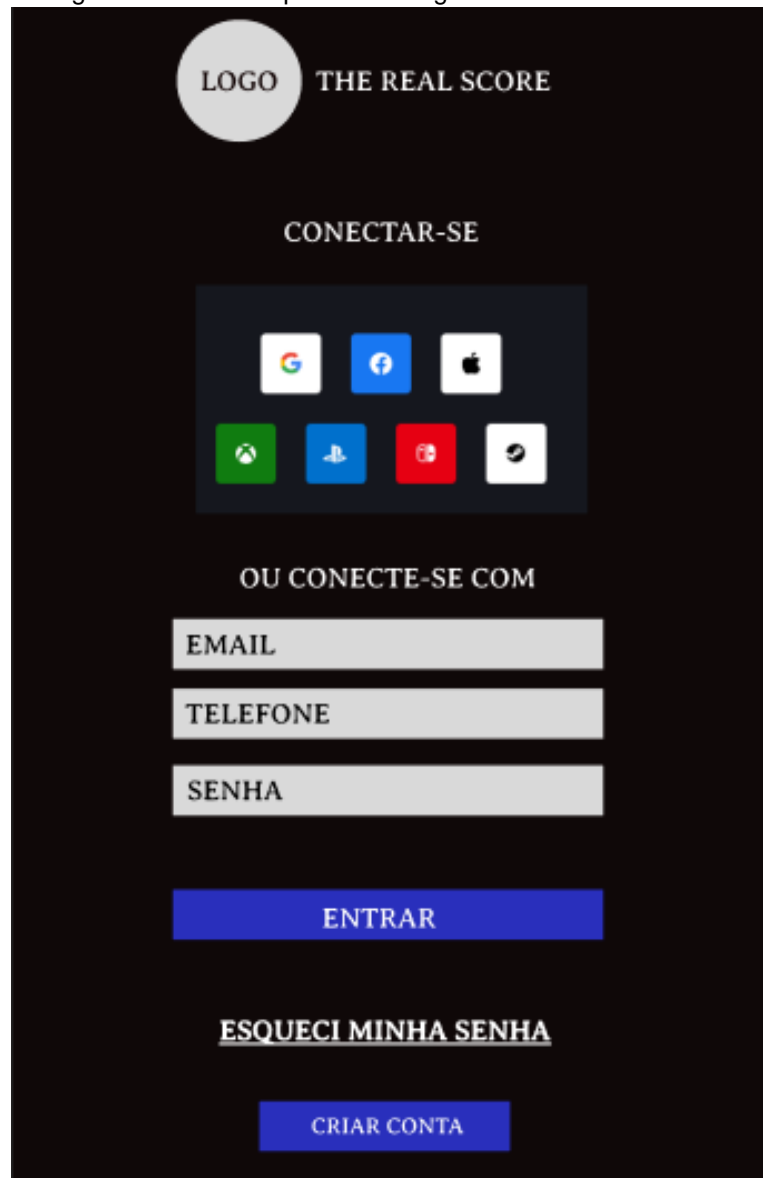 LOGO THE REAL SCORE
CONECTAR-SE
OU CONECTE-SE COM
EMAIL
TELEFONE
SENHA
ENTRAR
ESQUECI MINHA SENHA
CRIAR CONTA